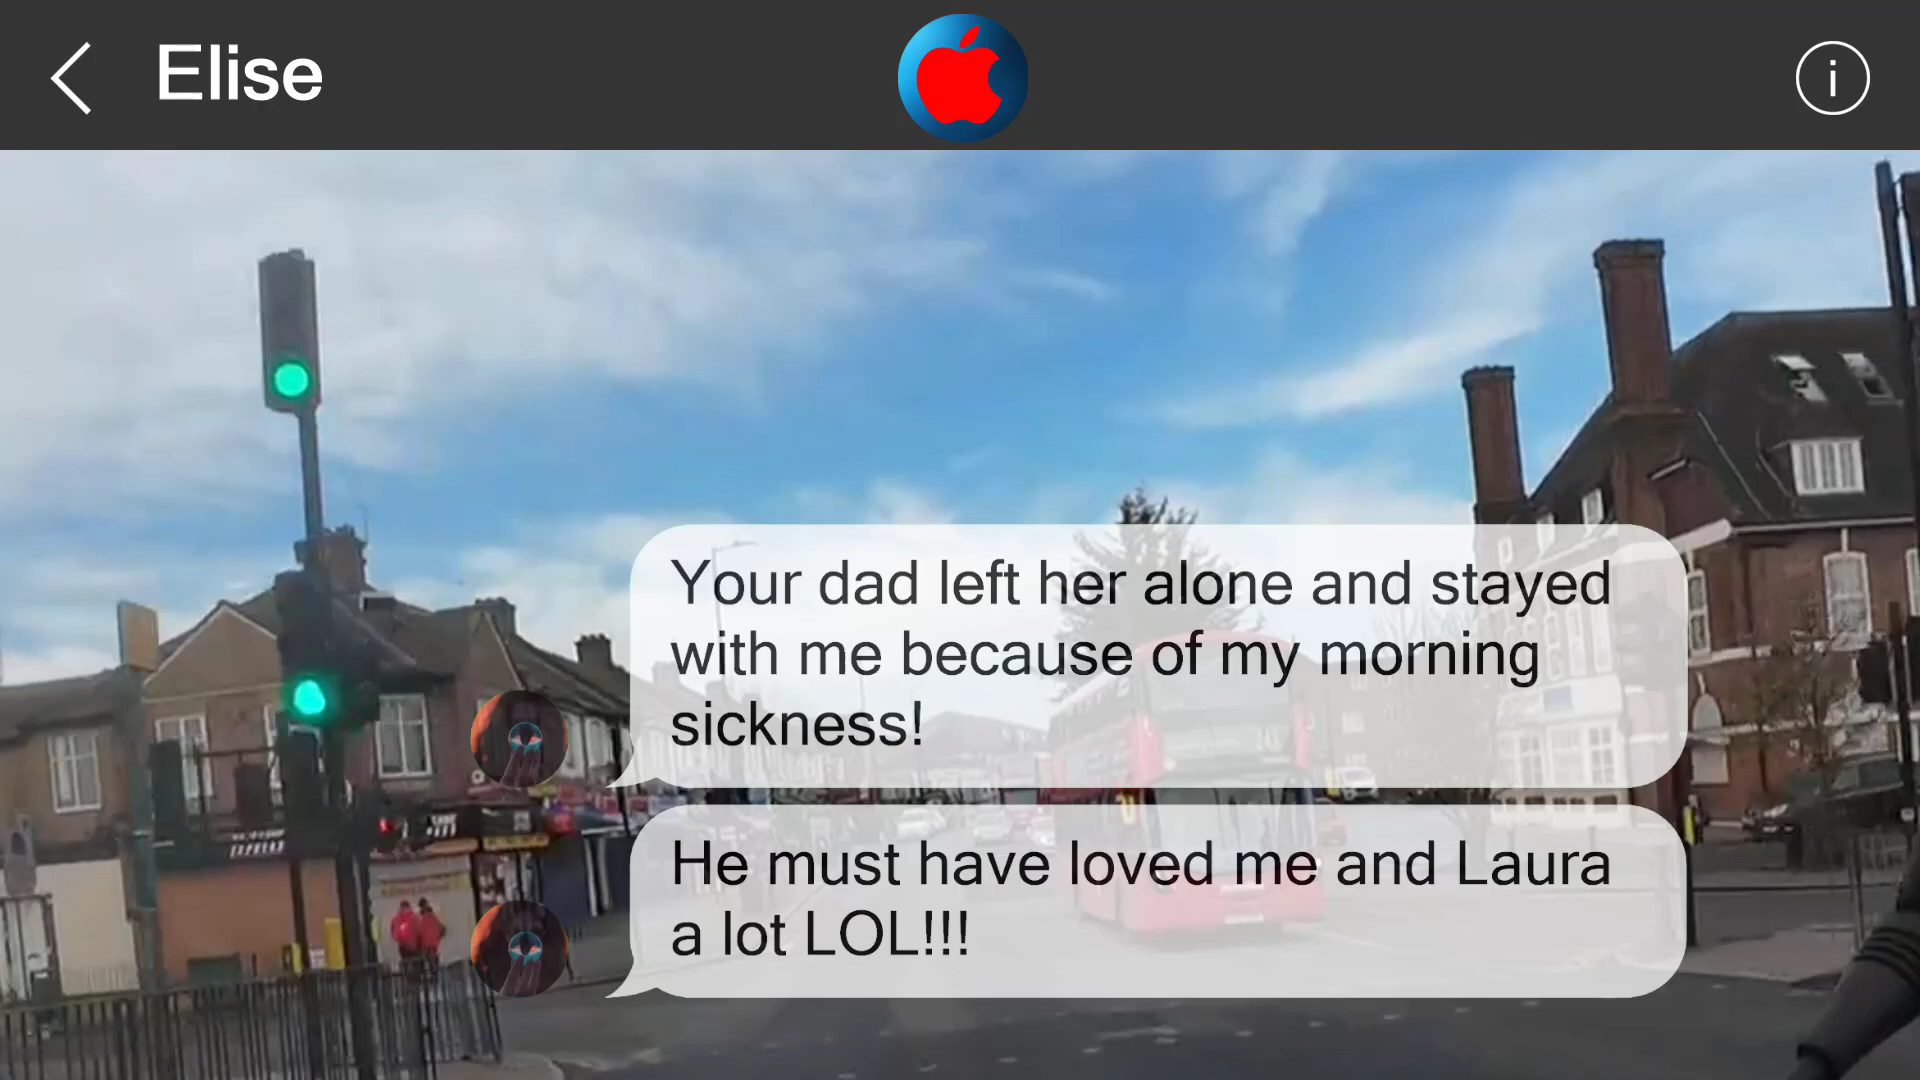 Elise
i
Your dad left her alone and stayed
with me because of my morning
sickness!
He must have loved me and Laura
a lot LOL!!!